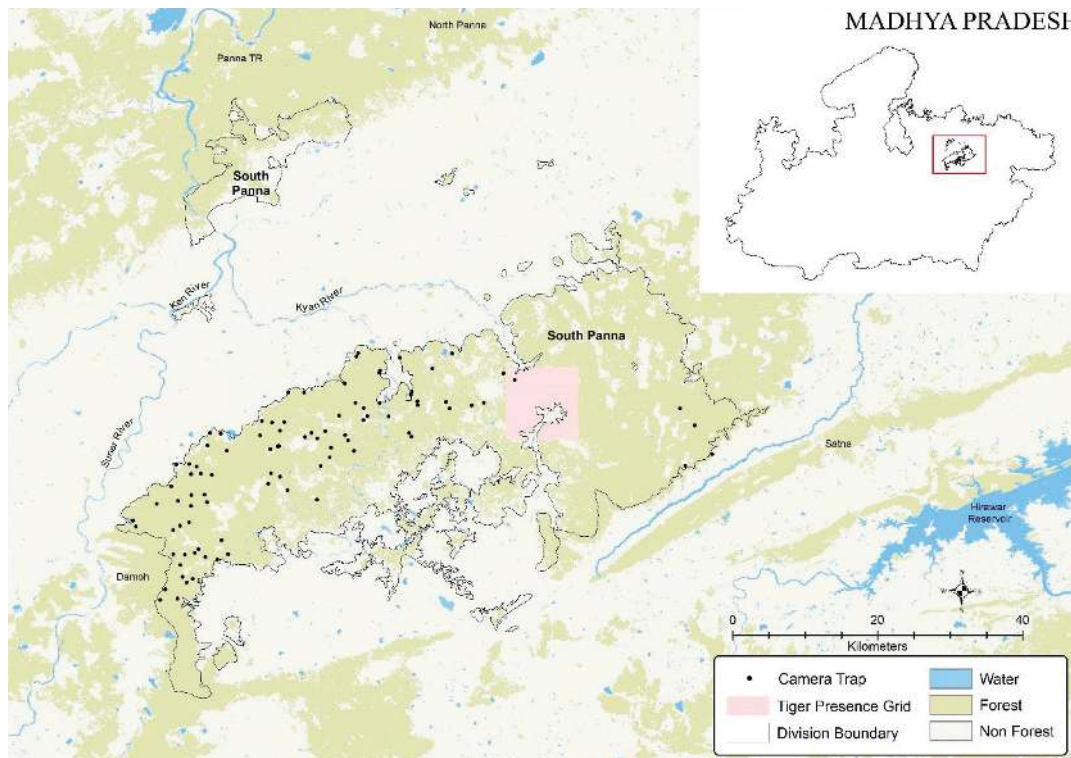 MADHYA PRADESH
North Panna
Panna TR
South
Panna
Ken River
Kyan River
South Panna
Sunar River
Satna
Hirawar
Reservoir
Damoh
N
W
E
S
0 20 40
Kilometers
Camera Trap
Tiger Presence Grid
Division Boundary
Water
Forest
Non Forest